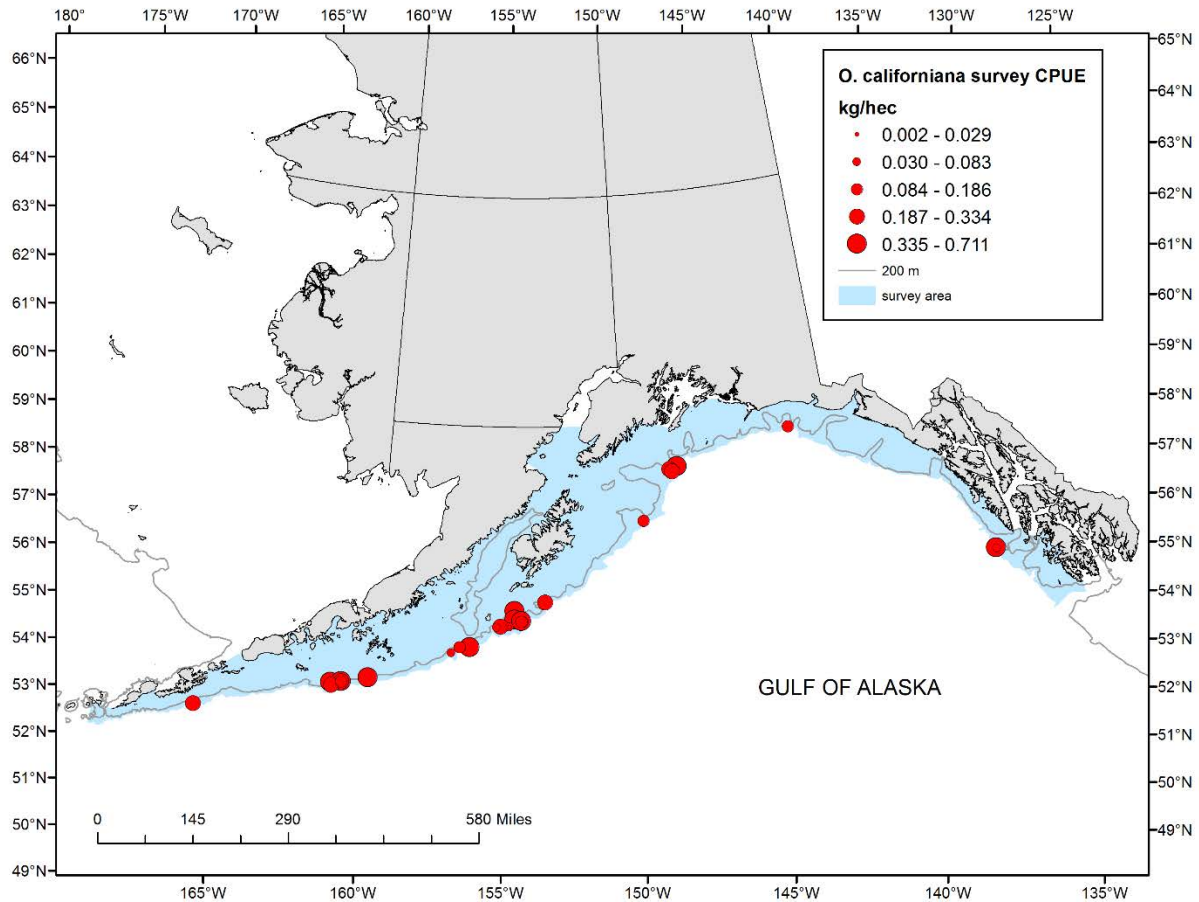 180° 175°W 170°W 165°W 160°W 155°W 150°W 145°W 140°W 135°W 130°W 125°W
66°N
65°N
64°N
63°N
62°N
61°N
60°N
59°N
58°N
57°N
56°N
55°N
54°N
53°N
52°N
51°N
50°N
49°N
O. californiana survey CPUE
kg/hec
0.002 - 0.029
0.030 - 0.083
0.084 - 0.186
0.187 - 0.334
0.335 - 0.711
200 m
survey area
65°N
64°N
63°N
62°N
61°N
60°N
59°N
58°N
57°N
56°N
55°N
54°N
53°N
52°N
51°N
50°N
49°N
GULF OF ALASKA
0 145 290 580 Miles
165°W 160°W 155°W 150°W 145°W 140°W 135°W